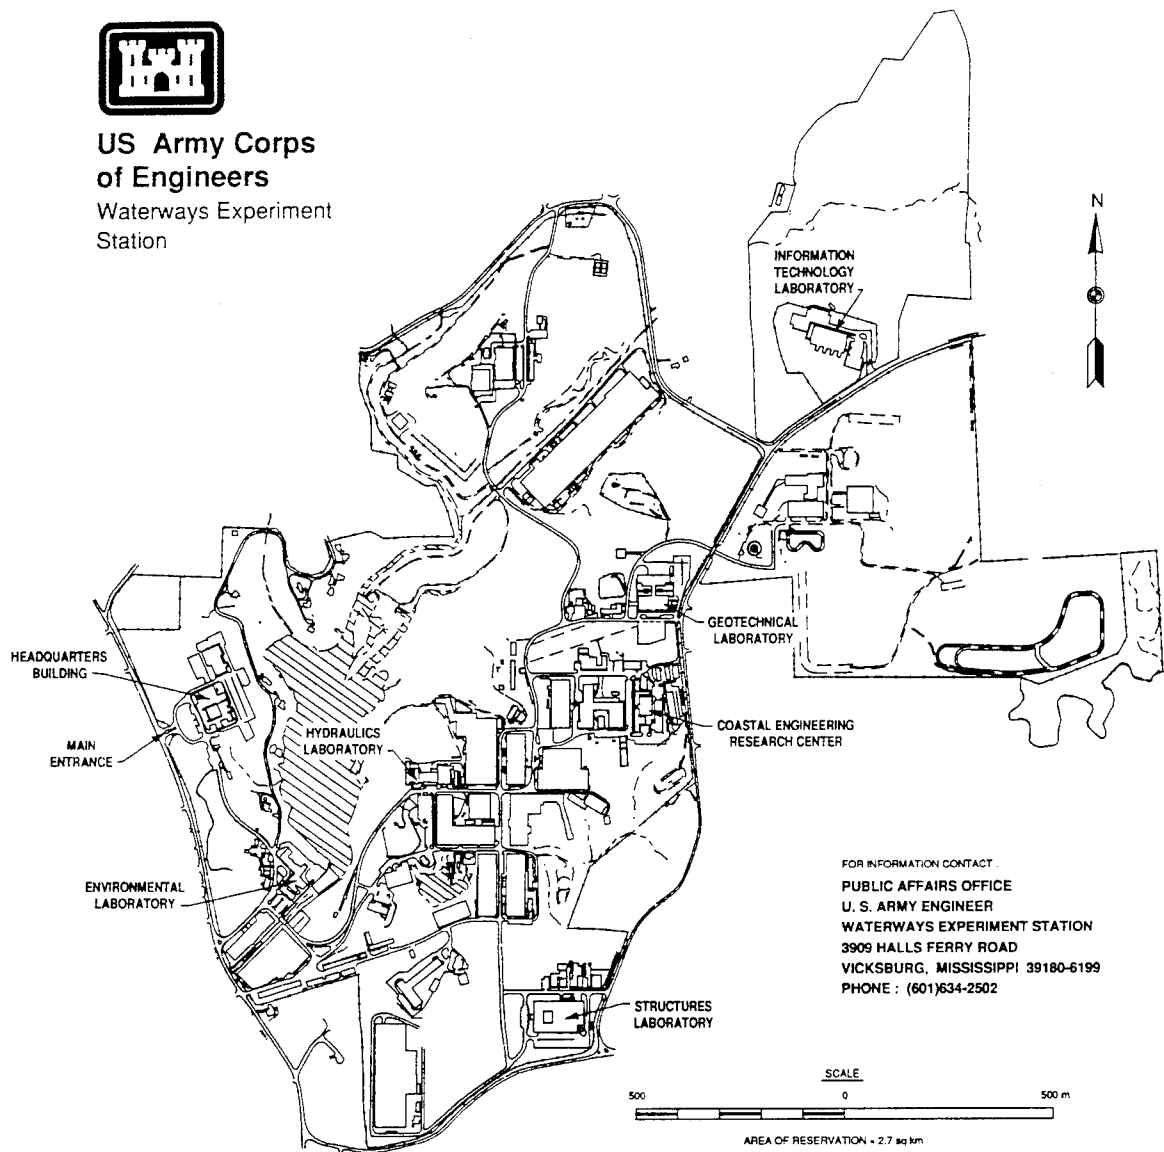 US Army Corps
of Engineers
Waterways Experiment
Station
N
INFORMATION
TECHNOLOGY
LABORATORY
GEOTECHNICAL
LABORATORY
HEADQUARTERS
BUILDING
MAIN
ENTRANCE
HYDRAULICS
LABORATORY
COASTAL ENGINEERING
RESEARCH CENTER
ENVIRONMENTAL
LABORATORY
STRUCTURES
LABORATORY
FOR INFORMATION CONTACT :
PUBLIC AFFAIRS OFFICE
U. S. ARMY ENGINEER
WATERWAYS EXPERIMENT STATION
3909 HALLS FERRY ROAD
VICKSBURG, MISSISSIPPI 39180-6199
PHONE : (601)634-2502
SCALE
500 0 500 m
AREA OF RESERVATION = 2.7 sq km